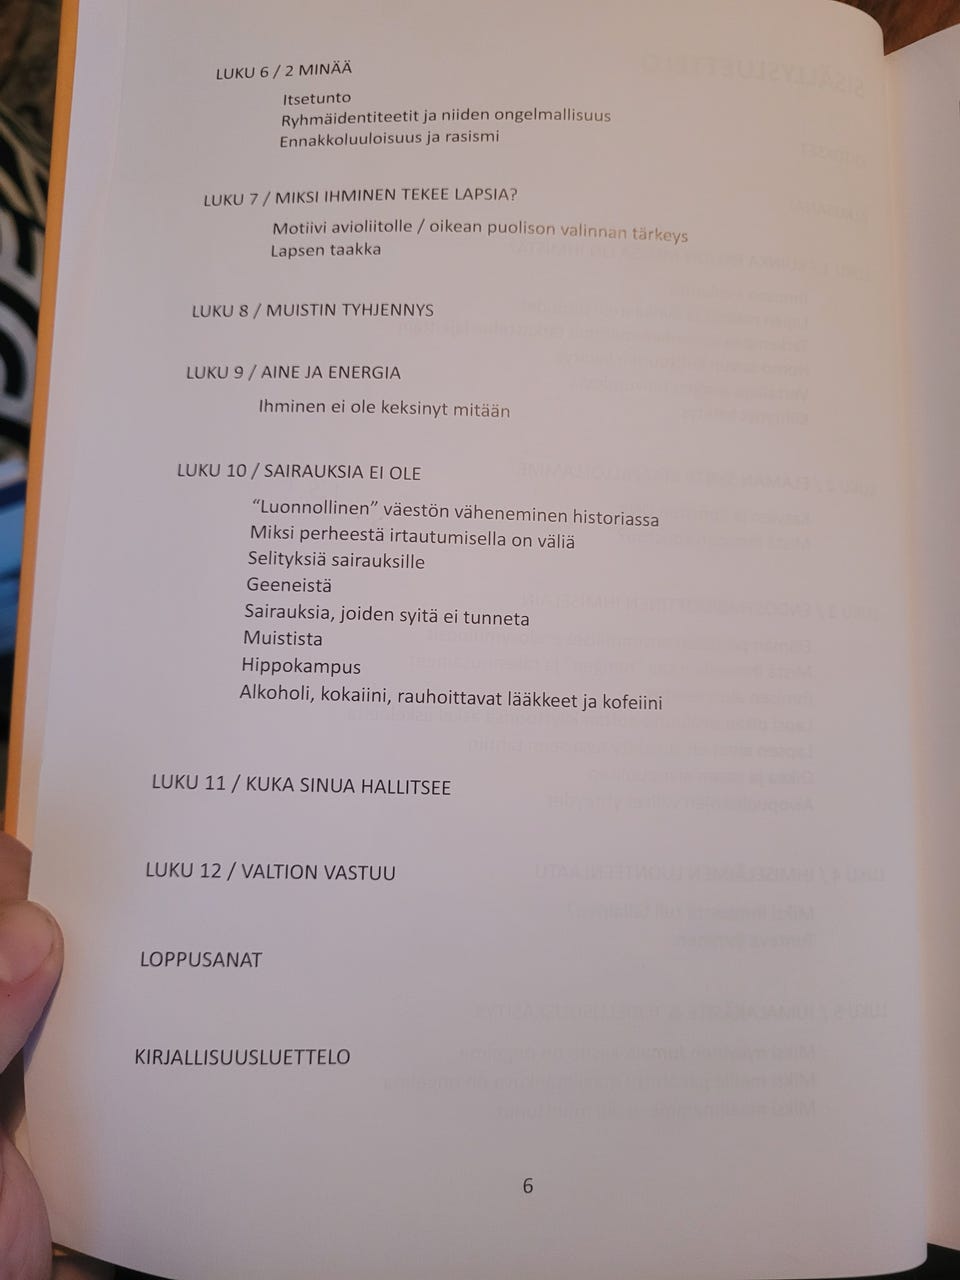 LUKU 6 / 2 MINÄÄ
Itsetunto
Ryhmäidentiteetit ja niiden ongelmallisuus
Ennakkoluuloisuus ja rasismi
LUKU 7 / MIKSI IHMINEN TEKEE LAPSIA?
Motiivi avioliitolle / oikean puolison valinnan tärkeys
Lapsen taakka
LUKU 8 / MUISTIN TYHJENNYS
LUKU 9 / AINE JA ENERGIA
Ihminen ei ole keksinyt mitään
LUKU 10 / SAIRAUKSIA EI OLE
“Luonnollinen” väestön väheneminen historiassa
Miksi perheestä irtautumisella on väliä
Selityksiä sairauksille
Geeneistä
Sairauksia, joiden syitä ei tunneta
Muistista
Hippokampus
Alkoholi, kokaiini, rauhoittavat lääkkeet ja kofeiini
LUKU 11 / KUKA SINUA HALLITSEE
LUKU 12 / VALTION VASTUU
LOPPUSANAT
KIRJALLISUUSLUETTELO
6